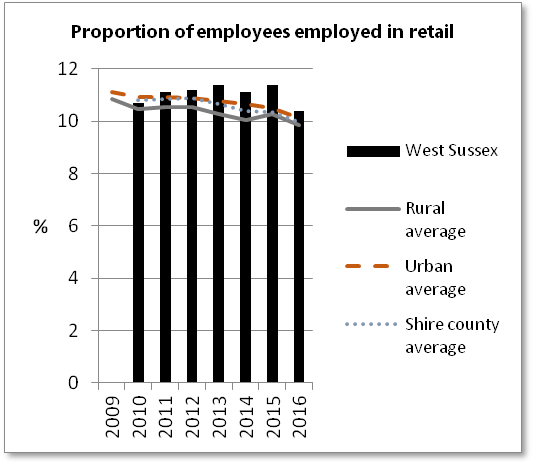 Proportion of employees employed in retail
12
10
8
6
4
2
0
%
2009
2010
2011
2012
2013
2014
2015
2016
West Sussex
Rural
average
Urban
average
Shire county
average